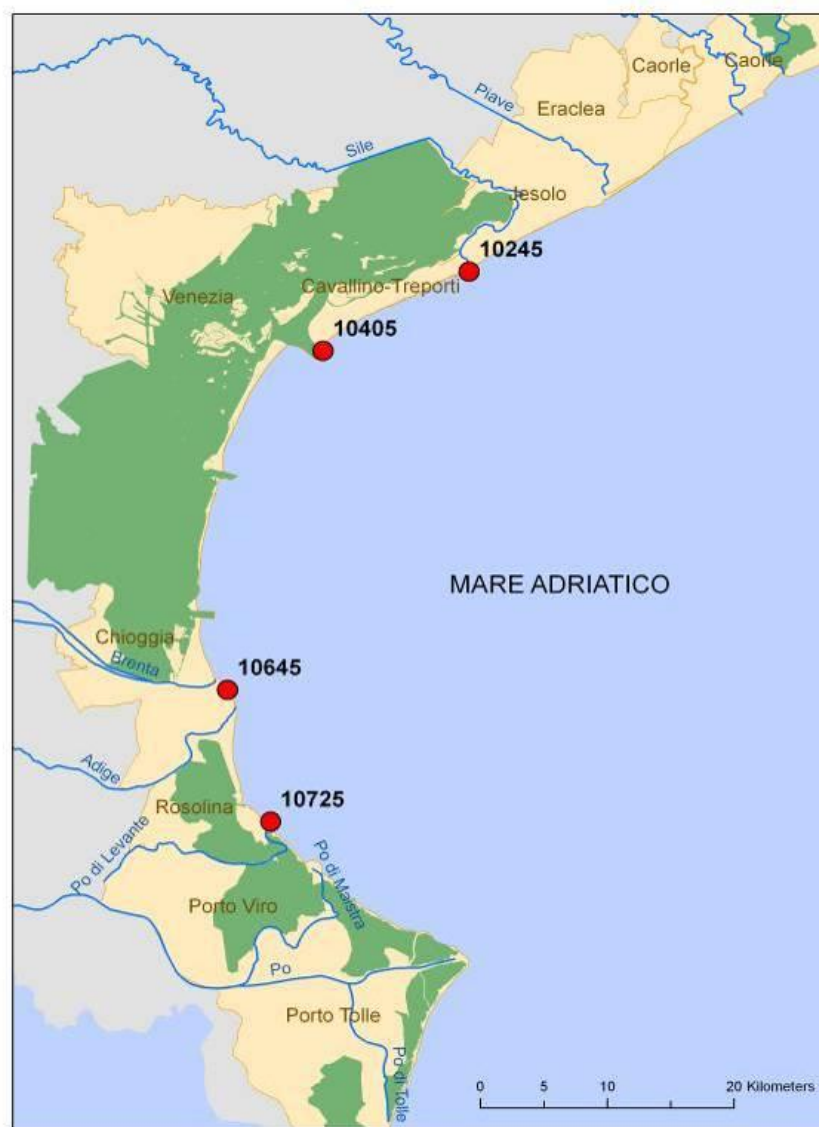 Caorle
Caorle
Piave
Eraclea
Sile
Jesolo
10245
Cavallino-Treporti
Venezia
10405
MARE ADRIATICO
Chioggia
Brenta
10645
Adige
10725
Rosolina
Po di Levante
Po di Maistra
Porto Viro
Po
Porto Tolle
Po di Tolle
0 5 10 20 Kilometers